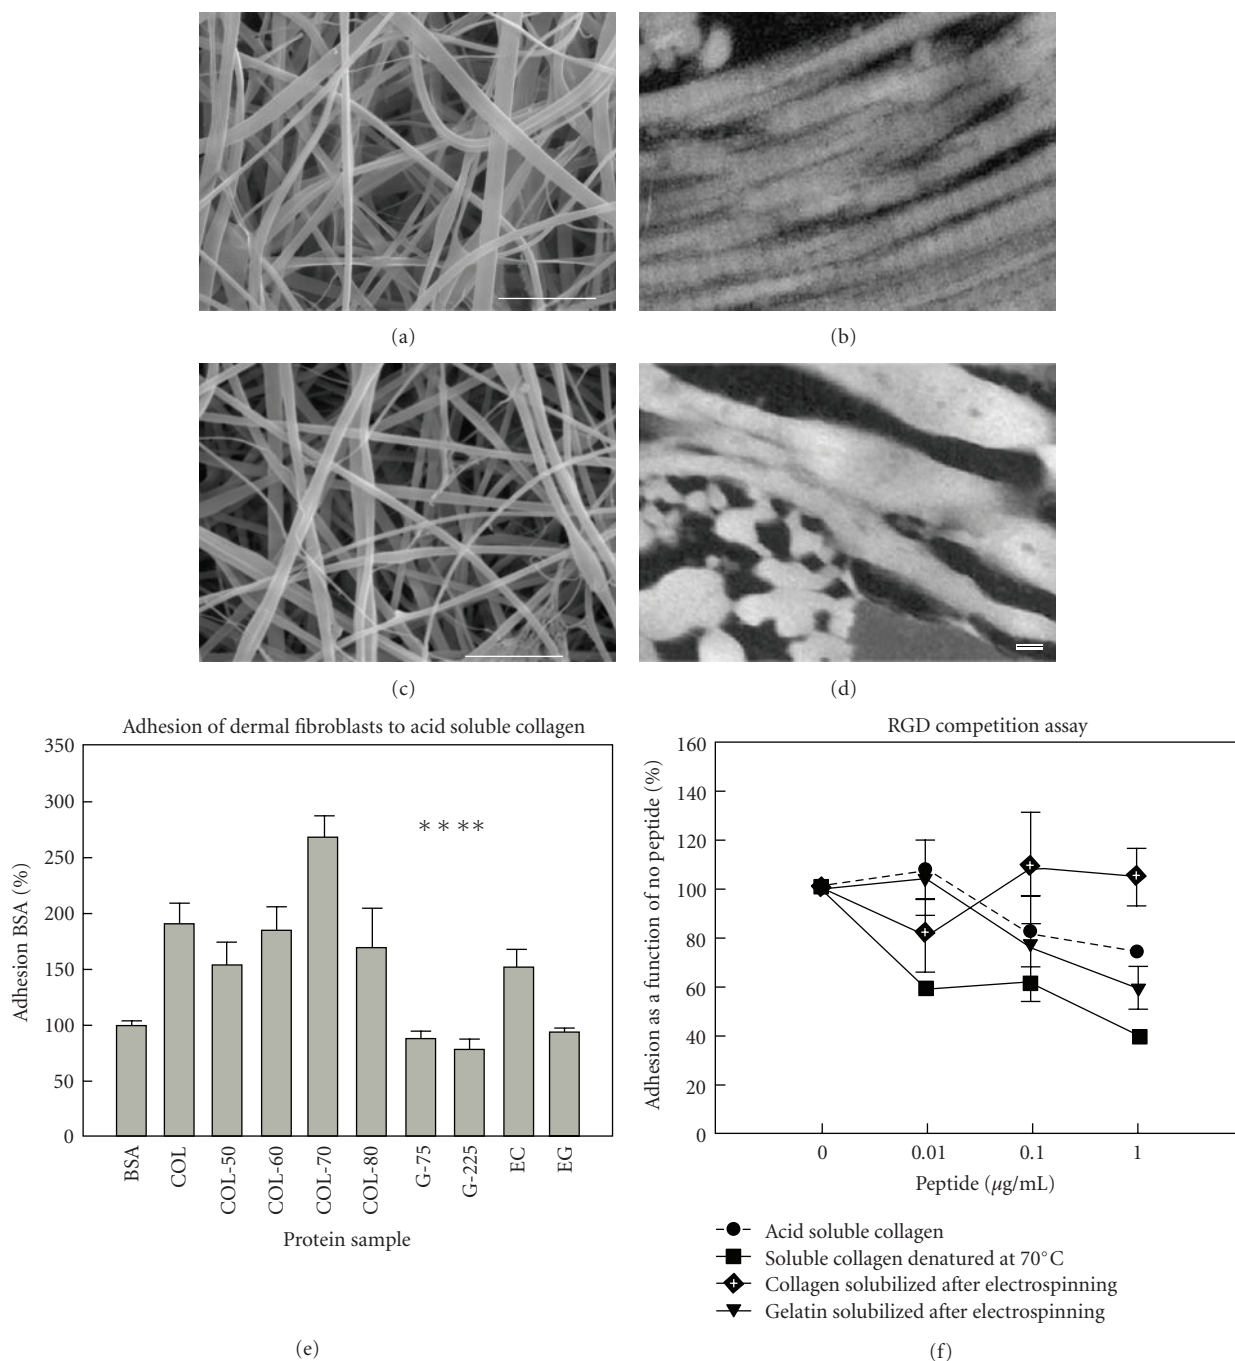 (a)
(b)
(c)
(d)
Adhesion of dermal fibroblasts to acid soluble collagen
Adhesion BSA (%)
350
300
250
200
150
100
50
0
* * **
BSA
COL
COL-50
COL-60
COL-70
COL-80
G-75
G-225
EC
EG
Protein sample
(e)
RGD competition assay
Adhesion as a function of no peptide (%)
160
140
120
100
80
60
40
20
0
0 0.01 0.1 1
Peptide (μg/mL)
Acid soluble collagen
Soluble collagen denatured at 70°C
Collagen solubilized after electrospinning
Gelatin solubilized after electrospinning
(f)